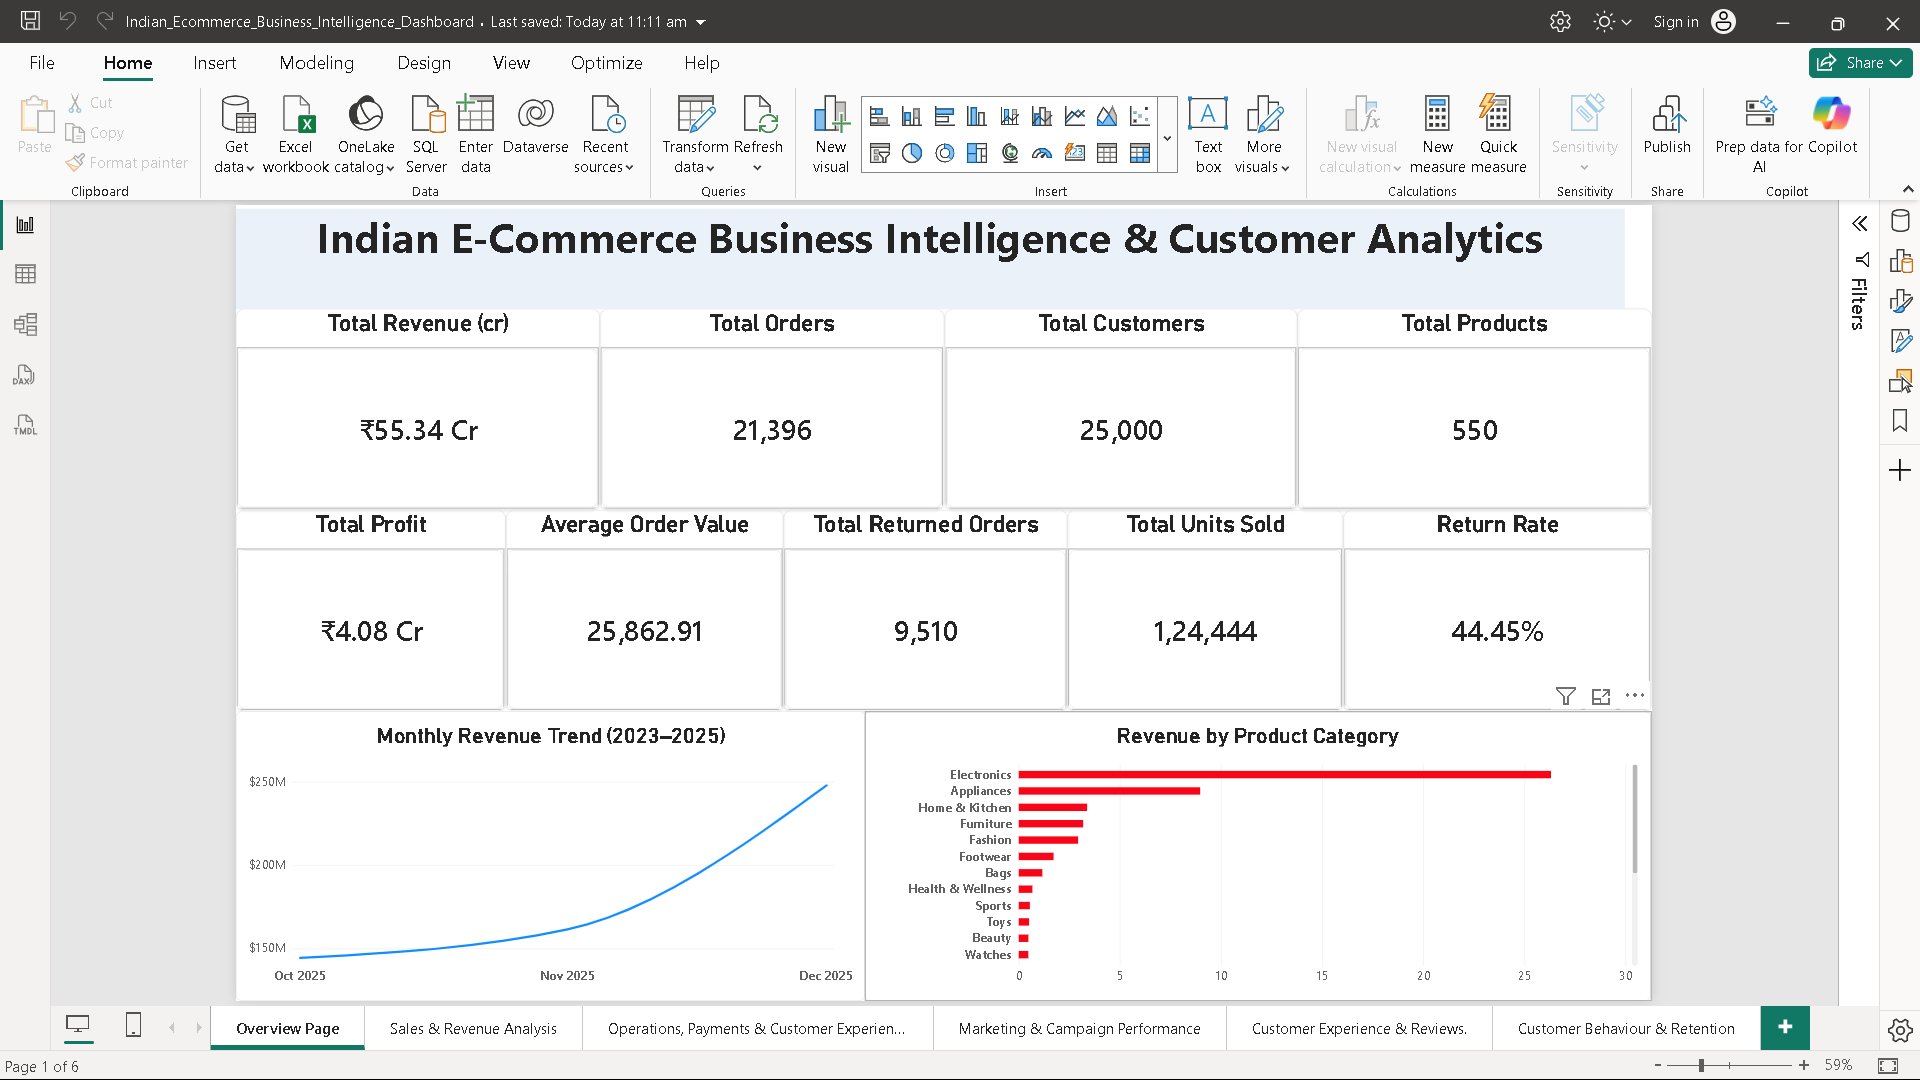 Indian_Ecommerce_Business_Intelligence_Dashboard • Last saved: Today at 11:11 am
Sign in
File Home Insert Modeling Design View Optimize Help
Share
Paste
Cut
Copy
Format painter
Clipboard
Get data
Excel workbook
OneLake catalog
SQL Server
Enter data
Dataverse
Recent sources
Data
Transform data
Refresh
Queries
New visual
Text box
More visuals
Insert
New visual calculation
New measure
Quick measure
Calculations
Sensitivity
Sensitivity
Publish
Share
Prep data for AI
Copilot
Copilot
DAX
TMDL
Filters
Indian E-Commerce Business Intelligence & Customer Analytics
Total Revenue (cr)
₹55.34 Cr
Total Orders
21,396
Total Customers
25,000
Total Products
550
Total Profit
₹4.08 Cr
Average Order Value
25,862.91
Total Returned Orders
9,510
Total Units Sold
1,24,444
Return Rate
44.45%
Monthly Revenue Trend (2023–2025)
$250M
$200M
$150M
Oct 2025 Nov 2025 Dec 2025
Revenue by Product Category
Electronics
Appliances
Home & Kitchen
Furniture
Fashion
Footwear
Bags
Health & Wellness
Sports
Toys
Beauty
Watches
0 5 10 15 20 25 30
Overview Page
Sales & Revenue Analysis
Operations, Payments & Customer Experien...
Marketing & Campaign Performance
Customer Experience & Reviews.
Customer Behaviour & Retention
Page 1 of 6
59%